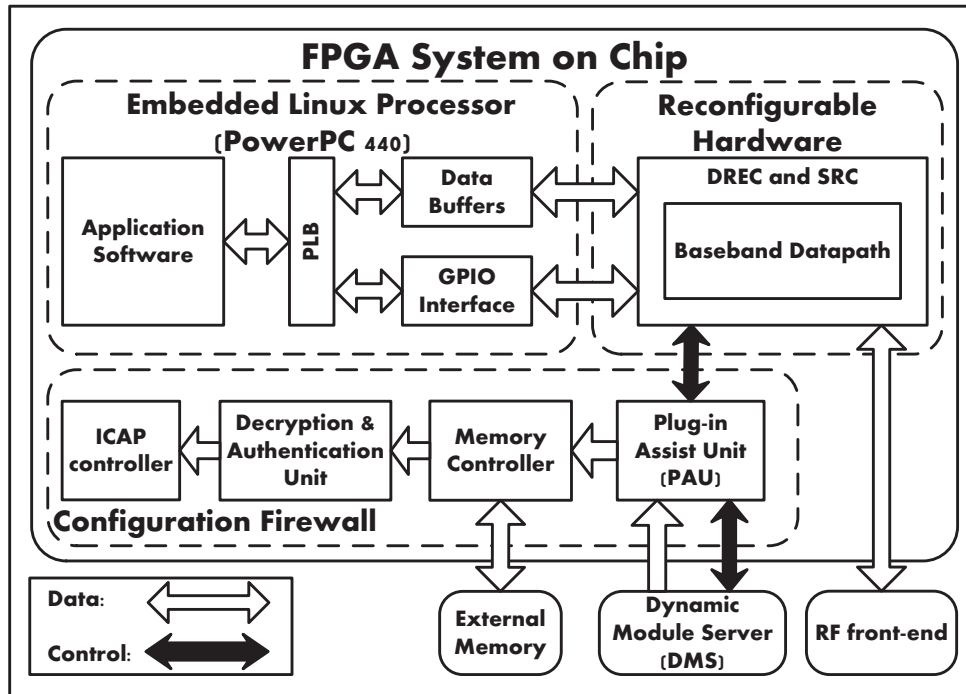 FPGA System on Chip
Embedded Linux Processor
(PowerPC 440)
Application
Software
PLB
Data
Buffers
GPIO
Interface
Reconfigurable
Hardware
DREC and SRC
Baseband Datapath
ICAP
controller
Decryption &
Authentication
Unit
Memory
Controller
Plug-in
Assist Unit
(PAU)
Configuration Firewall
Data:
Control:
External
Memory
Dynamic
Module Server
(DMS)
RF front-end